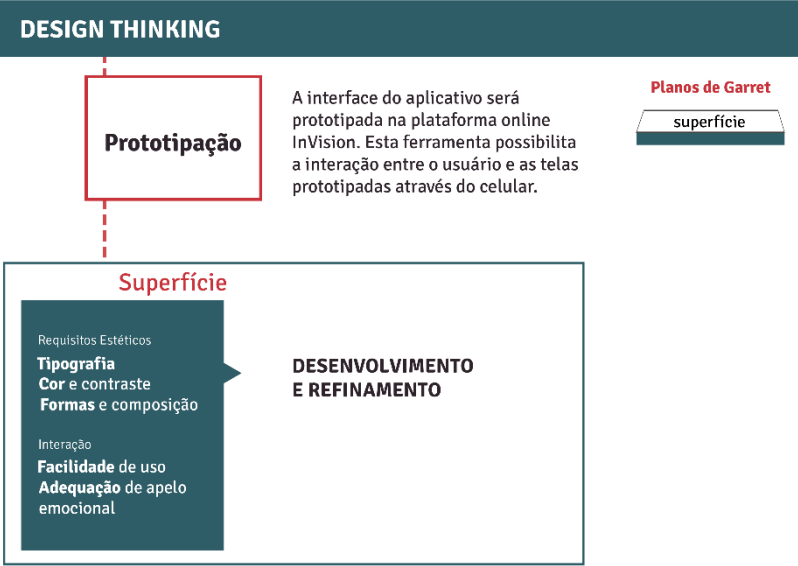 DESIGN THINKING
Prototipação
A interface do aplicativo será
prototipada na plataforma online
InVision. Esta ferramenta possibilita
a interação entre o usuário e as telas
prototipadas através do celular.
Planos de Garret
superfície
Superfície
Requisitos Estéticos
Tipografia
Cor e contraste
Formas e composição
Interação
Facilidade de uso
Adequação de apelo
emocional
DESENVOLVIMENTO
E REFINAMENTO